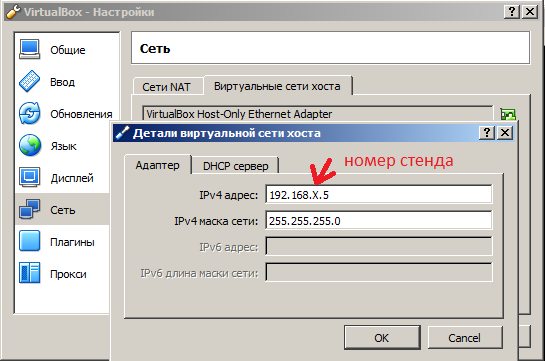 VirtualBox - Настройки
Общие
Ввод
Обновления
Язык
Дисплей
Сеть
Плагины
Прокси
Сеть
Сети NAT
Виртуальные сети хоста
VirtualBox Host-Only Ethernet Adapter
Детали виртуальной сети хоста
Адаптер
DHCP сервер
номер стенда
IPv4 адрес:
192.168.X.5
IPv4 маска сети:
255.255.255.0
IPv6 адрес:
IPv6 длина маски сети:
OK
Cancel